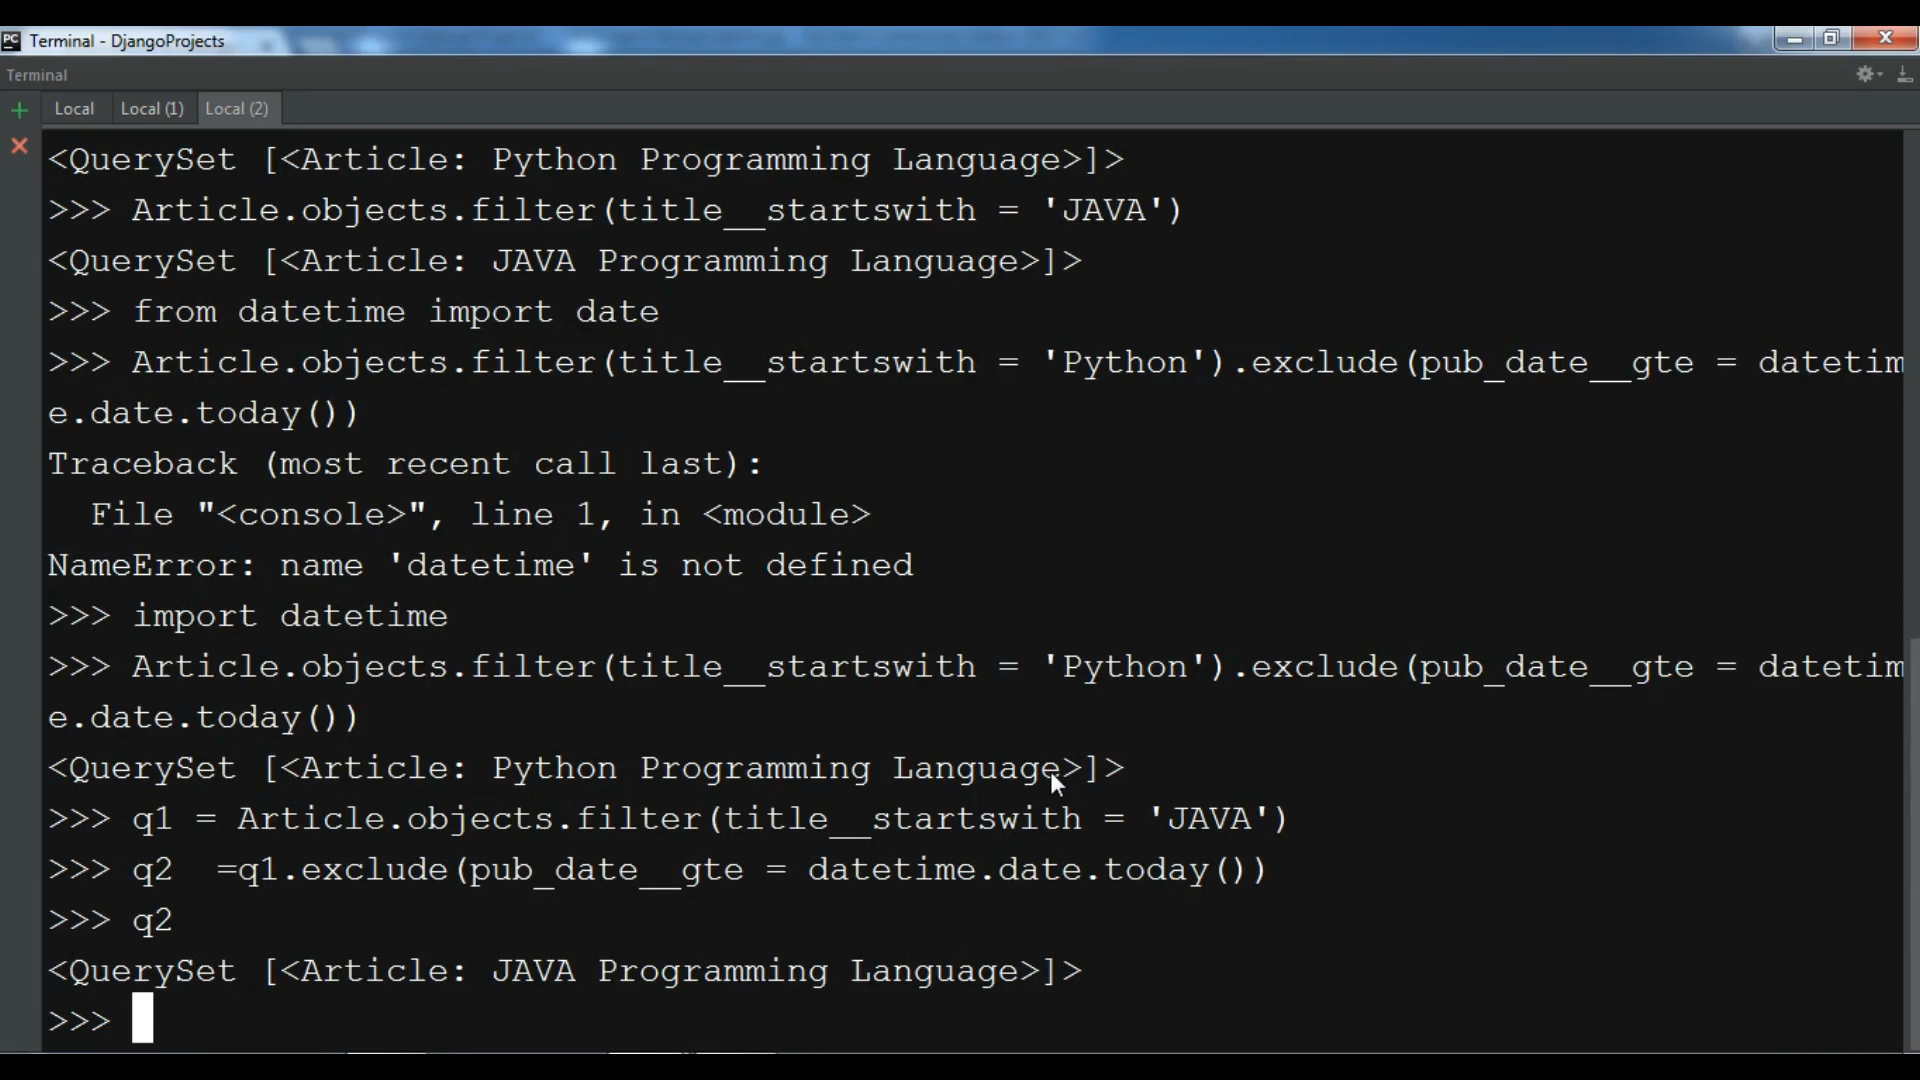 PC Terminal - DjangoProjects
Terminal
Local Local (1) Local (2)
<QuerySet [<Article: Python Programming Language>]>
>>> Article.objects.filter(title__startswith = 'JAVA')
<QuerySet [<Article: JAVA Programming Language>]>
>>> from datetime import date
>>> Article.objects.filter(title__startswith = 'Python').exclude(pub_date__gte = datetim
e.date.today())
Traceback (most recent call last):
  File "<console>", line 1, in <module>
NameError: name 'datetime' is not defined
>>> import datetime
>>> Article.objects.filter(title__startswith = 'Python').exclude(pub_date__gte = datetim
e.date.today())
<QuerySet [<Article: Python Programming Language>]>
>>> q1 = Article.objects.filter(title__startswith = 'JAVA')
>>> q2  =q1.exclude(pub_date__gte = datetime.date.today())
>>> q2
<QuerySet [<Article: JAVA Programming Language>]>
>>>